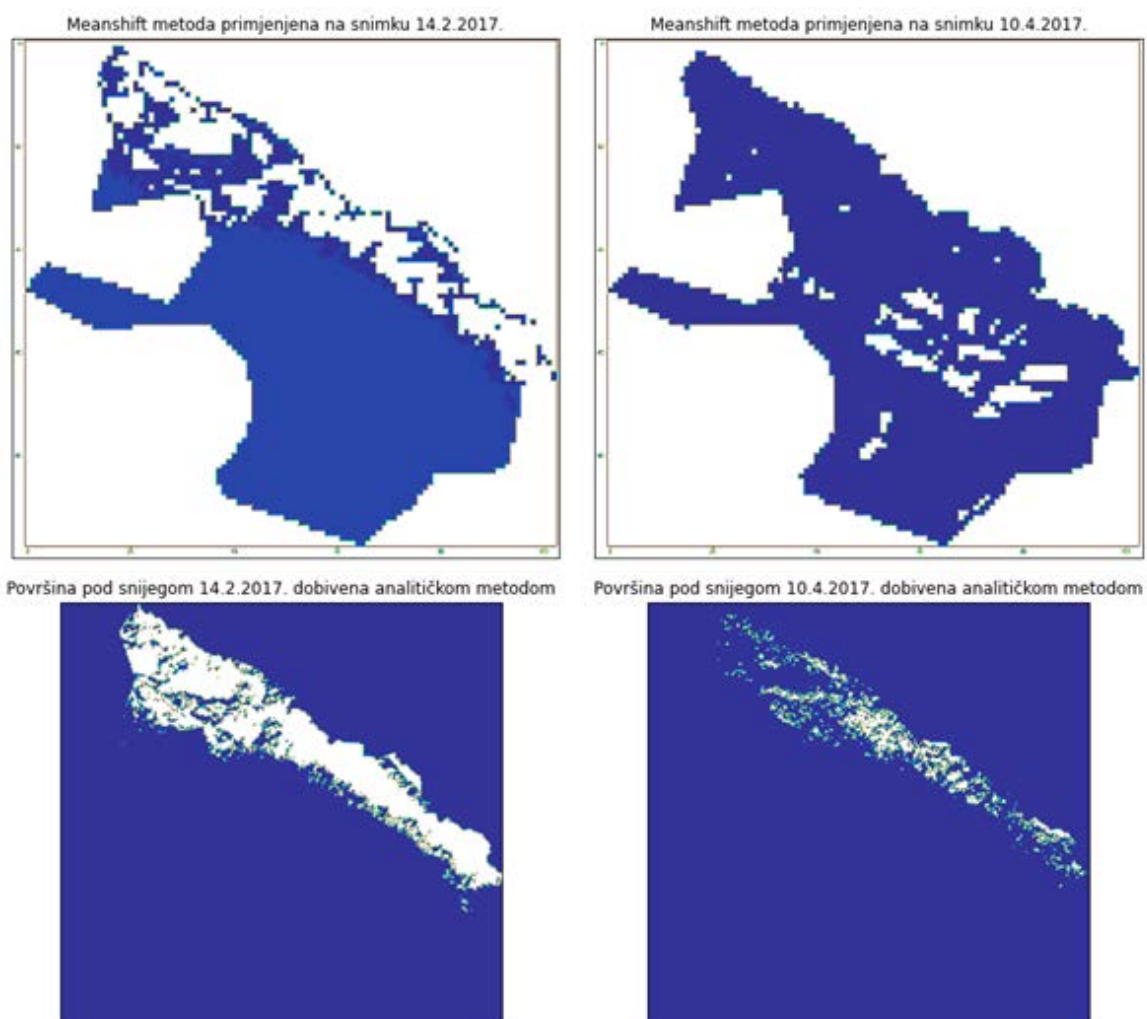 Meanshift metoda primjenjena na snimku 14.2.2017.
Meanshift metoda primjenjena na snimku 10.4.2017.
Površina pod snijegom 14.2.2017. dobivena analitičkom metodom
Površina pod snijegom 10.4.2017. dobivena analitičkom metodom